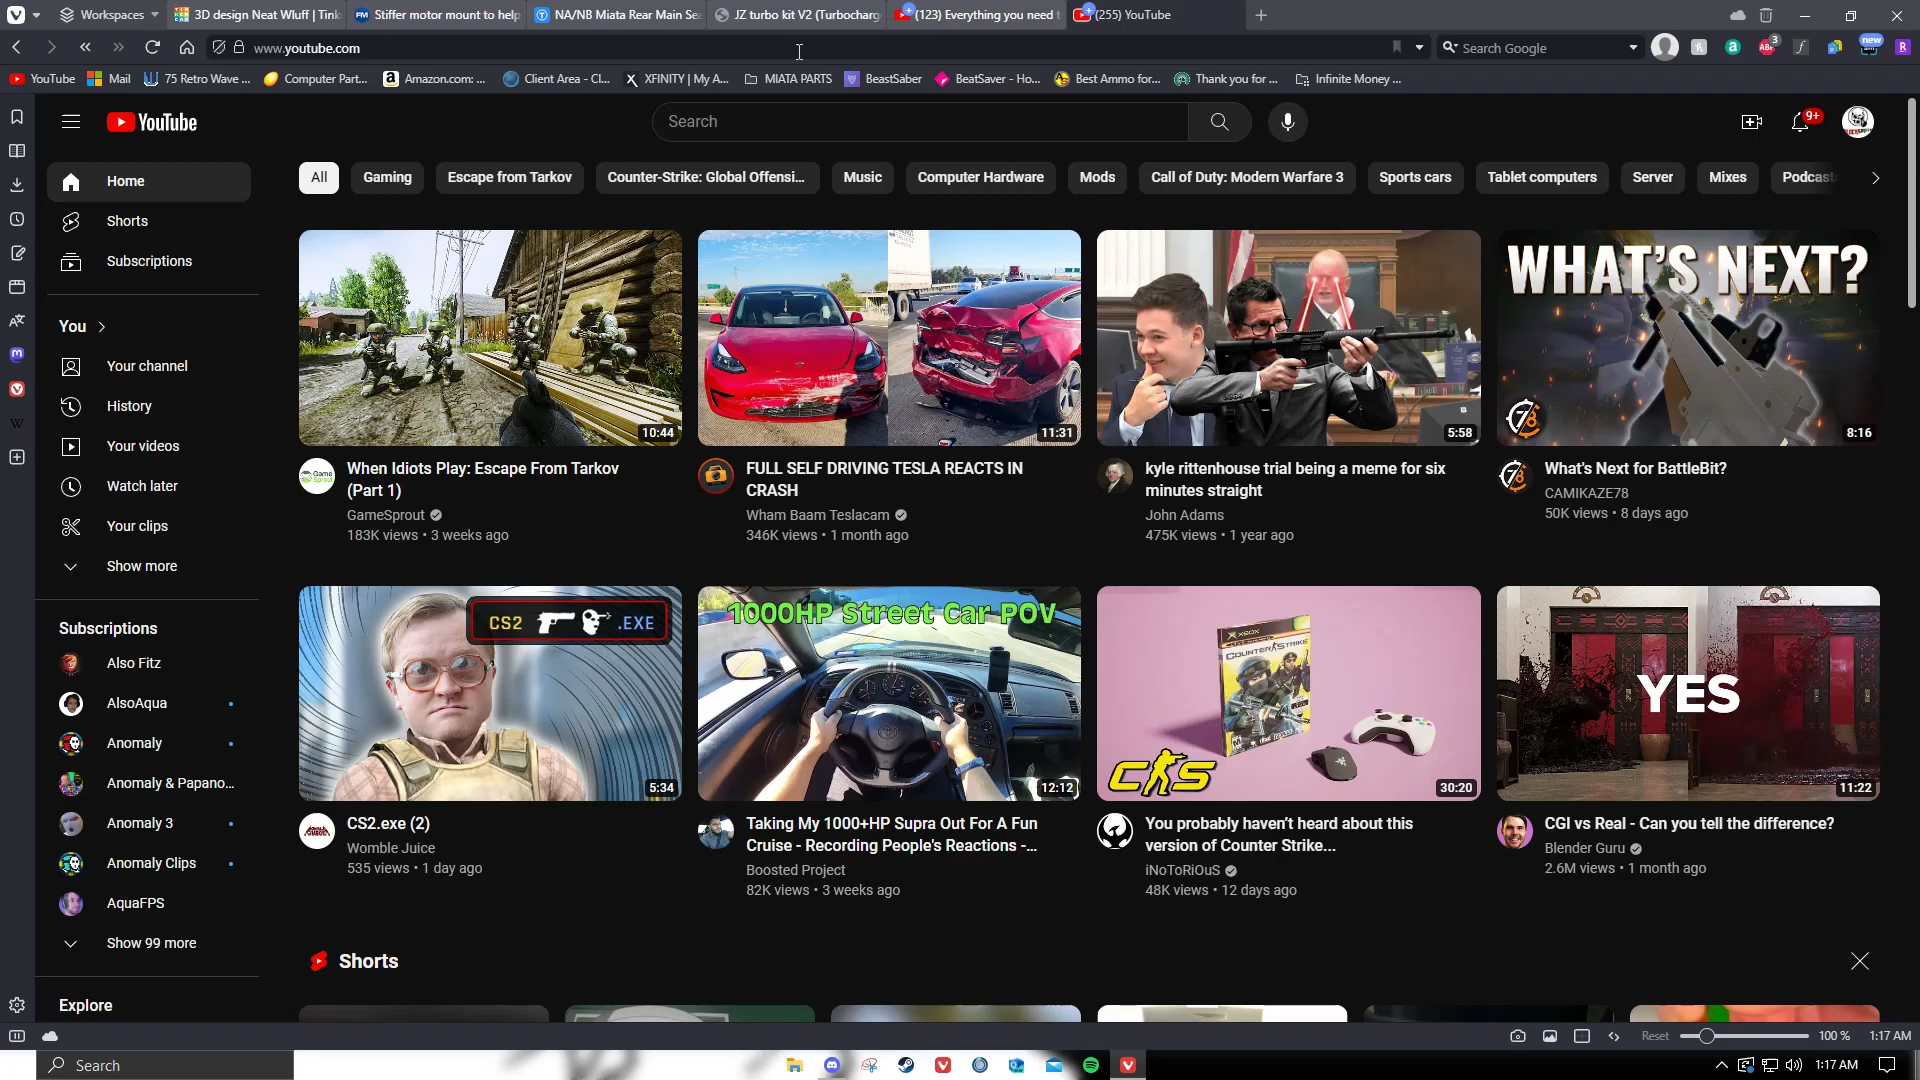 Workspaces
3D design Neat Wluff | Tink
Stiffer motor mount to help
NA/NB Miata Rear Main Se
JZ turbo kit V2 (Turbocharg
(123) Everything you need t
(255) YouTube
www.youtube.com
Search Google
3
new
YouTube
Mail
75 Retro Wave ...
Computer Part...
Amazon.com: ...
Client Area - Cl...
XFINITY | My A...
MIATA PARTS
BeastSaber
BeatSaver - Ho...
Best Ammo for...
Thank you for ...
Infinite Money ...
YouTube
Search
9+
Home
Shorts
Subscriptions
You
Your channel
History
Your videos
Watch later
Your clips
Show more
Subscriptions
Also Fitz
AlsoAqua
Anomaly
Anomaly & Papano...
Anomaly 3
Anomaly Clips
AquaFPS
Show 99 more
Explore
All
Gaming
Escape from Tarkov
Counter-Strike: Global Offensi...
Music
Computer Hardware
Mods
Call of Duty: Modern Warfare 3
Sports cars
Tablet computers
Server
Mixes
Podcast
10:44
When Idiots Play: Escape From Tarkov
(Part 1)
GameSprout
183K views • 3 weeks ago
11:31
FULL SELF DRIVING TESLA REACTS IN
CRASH
Wham Baam Teslacam
346K views • 1 month ago
5:58
kyle rittenhouse trial being a meme for six
minutes straight
John Adams
475K views • 1 year ago
WHAT'S NEXT?
8:16
What's Next for BattleBit?
CAMIKAZE78
50K views • 8 days ago
CS2 .EXE
5:34
CS2.exe (2)
Womble Juice
535 views • 1 day ago
1000HP Street Car POV
12:12
Taking My 1000+HP Supra Out For A Fun
Cruise - Recording People's Reactions -...
Boosted Project
82K views • 3 weeks ago
XBOX
COUNTER STRIKE
CS
30:20
You probably haven't heard about this
version of Counter Strike...
iNoToRiOuS
48K views • 12 days ago
YES
11:22
CGI vs Real - Can you tell the difference?
Blender Guru
2.6M views • 1 month ago
Shorts
Reset
100 %
1:17 AM
Search
1:17 AM